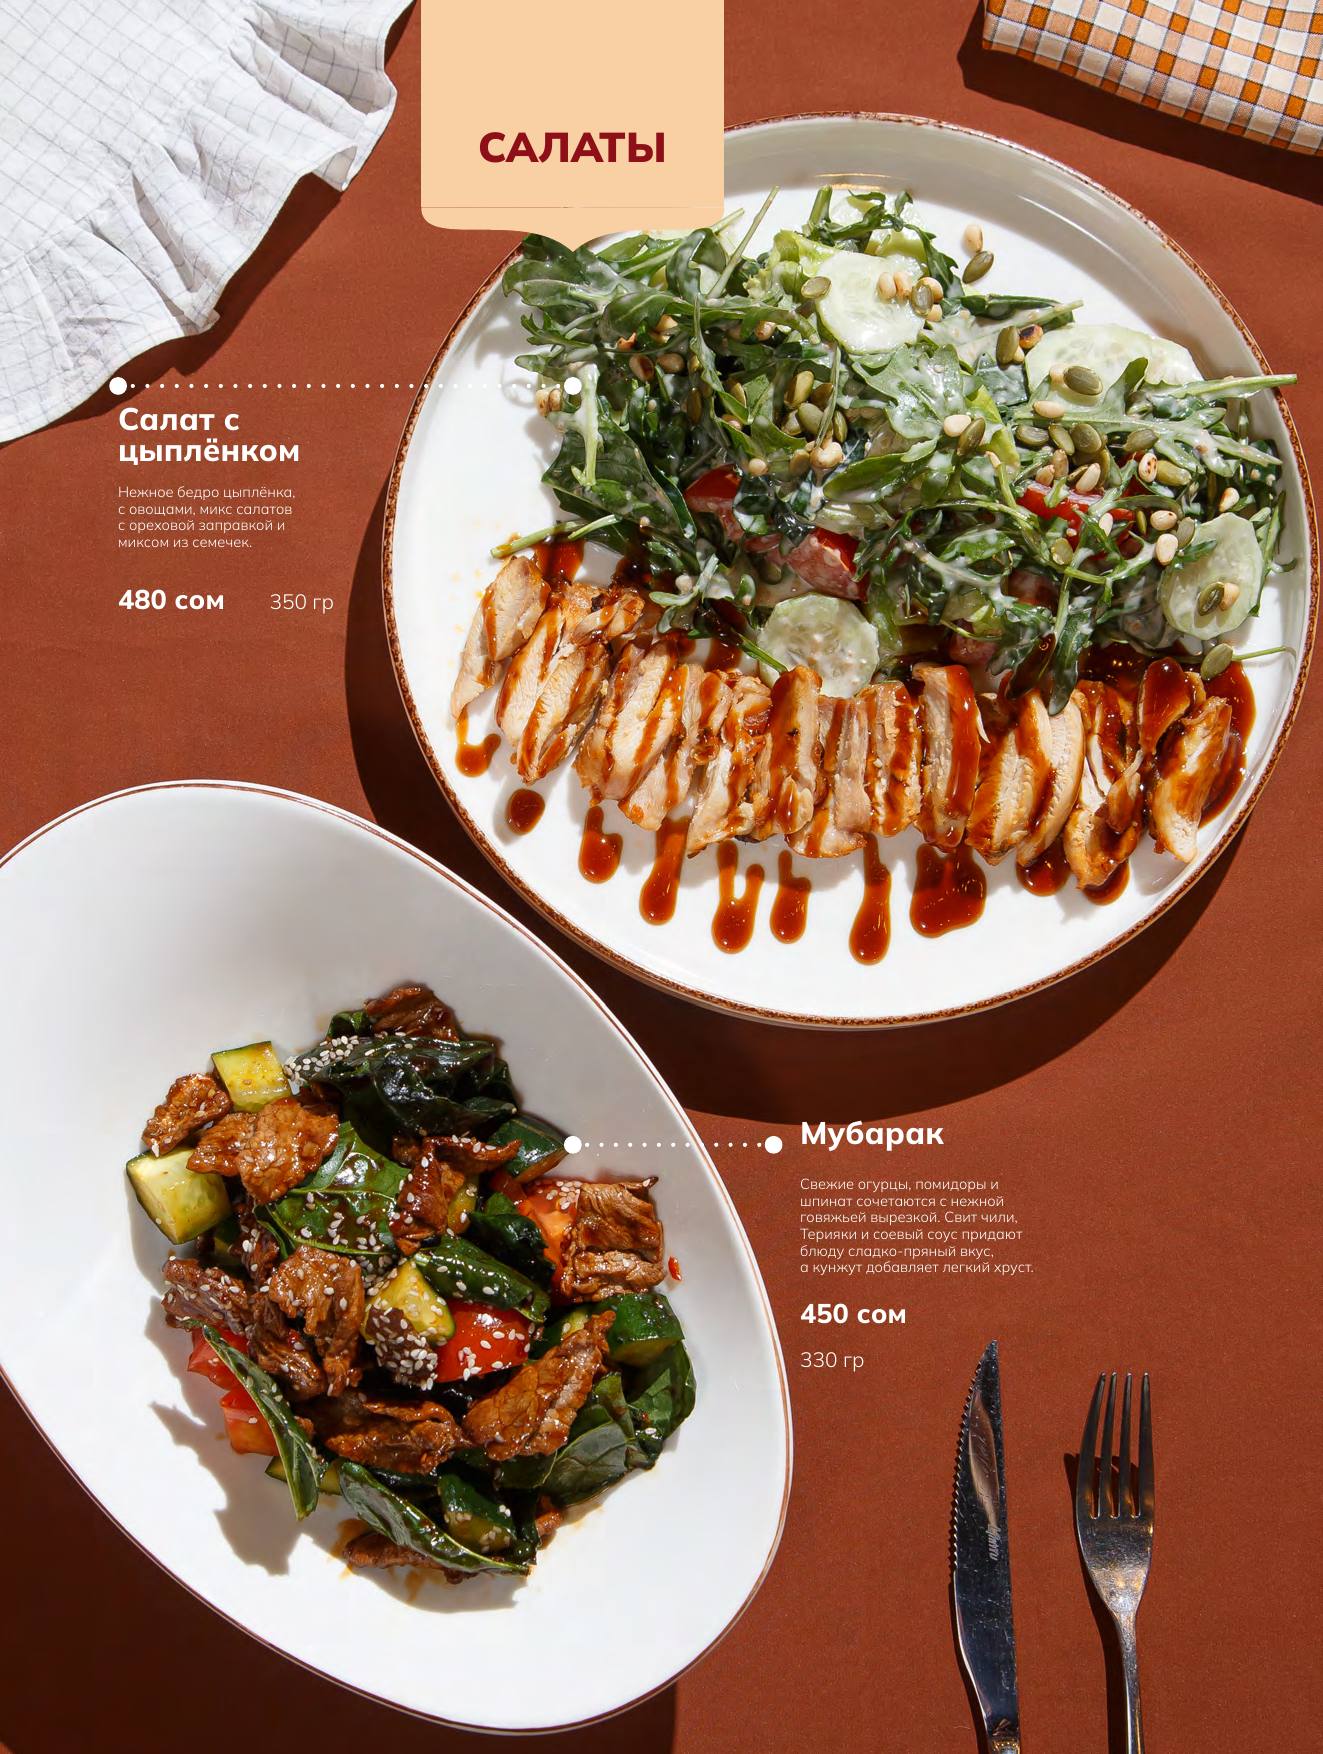 САЛАТЫ
Салат с
цыплёнком
Нежное бедро цыплёнка,
с овощами, микс салатов
с ореховой заправкой и
миксом из семечек.
480 сом 350 гр
Мубарак
Свежие огурцы, помидоры и
шпинат сочетаются с нежной
говяжьей вырезкой. Свит чили,
Терияки и соевый соус придают
блюду сладко-пряный вкус,
а кунжут добавляет легкий хруст.
450 сом
330 гр